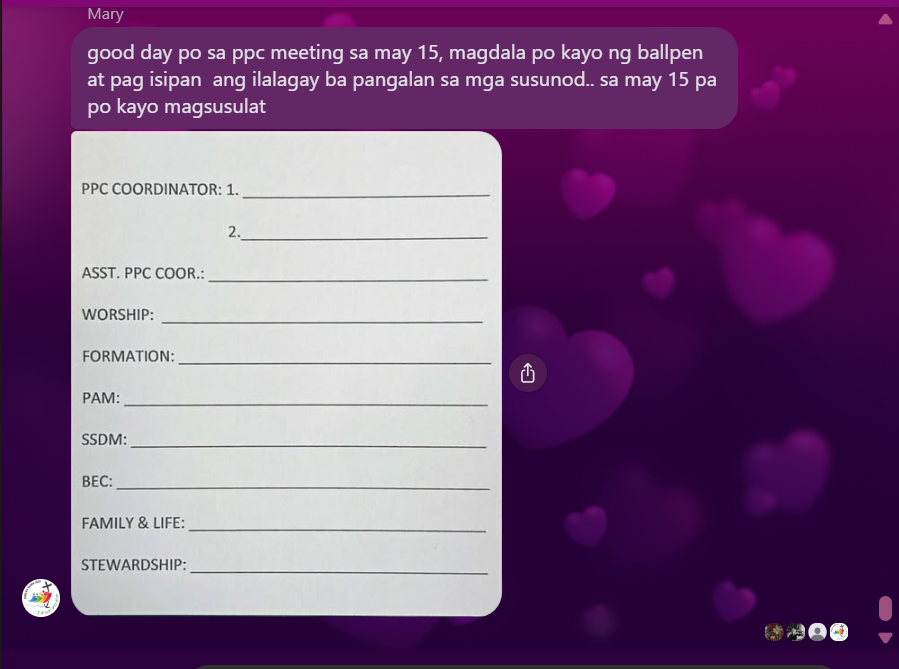 Mary
good day po sa ppc meeting sa may 15, magdala po kayo ng ballpen
at pag isipan  ang ilalagay ba pangalan sa mga susunod.. sa may 15 pa
po kayo magsusulat
PPC COORDINATOR: 1. ____________________
2.____________________
ASST. PPC COOR.: ____________________
WORSHIP: ____________________
FORMATION: ____________________
PAM: ____________________
SSDM: ____________________
BEC: ____________________
FAMILY & LIFE: ____________________
STEWARDSHIP: ____________________